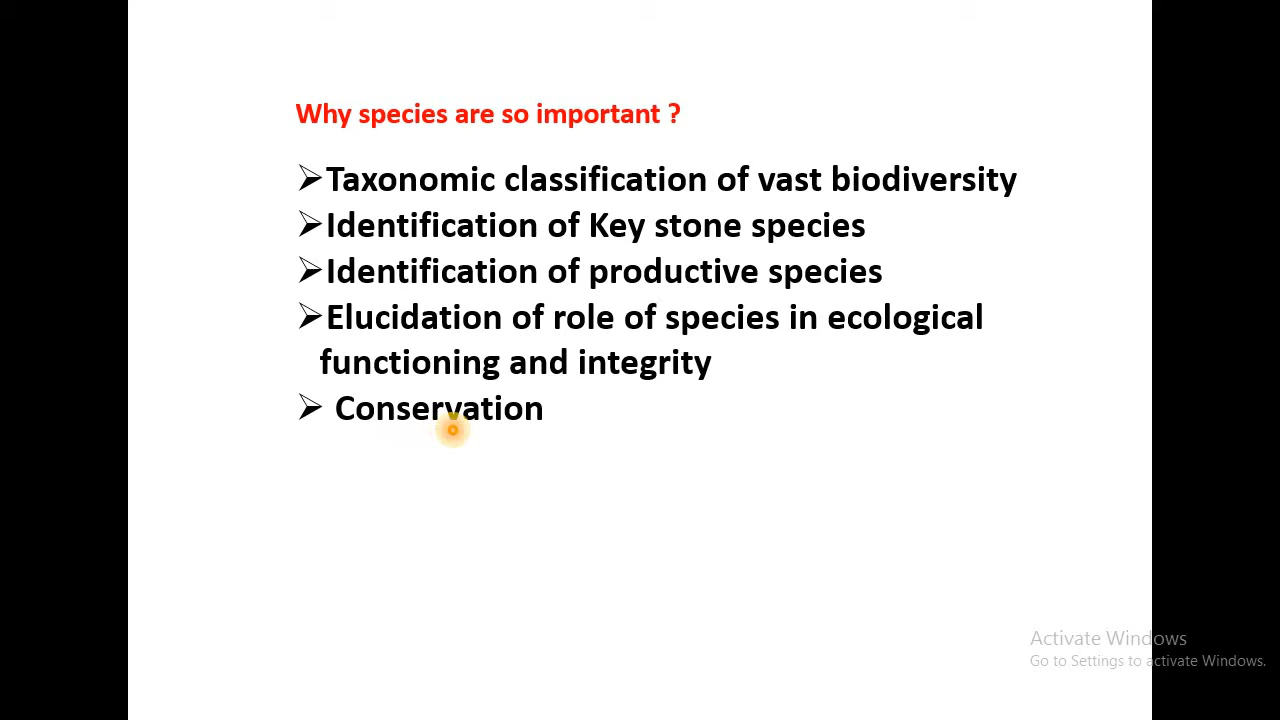 Why species are so important ?
➢Taxonomic classification of vast biodiversity
➢Identification of Key stone species
➢Identification of productive species
➢Elucidation of role of species in ecological
functioning and integrity
➢ Conservation
Activate Windows
Go to Settings to activate Windows.